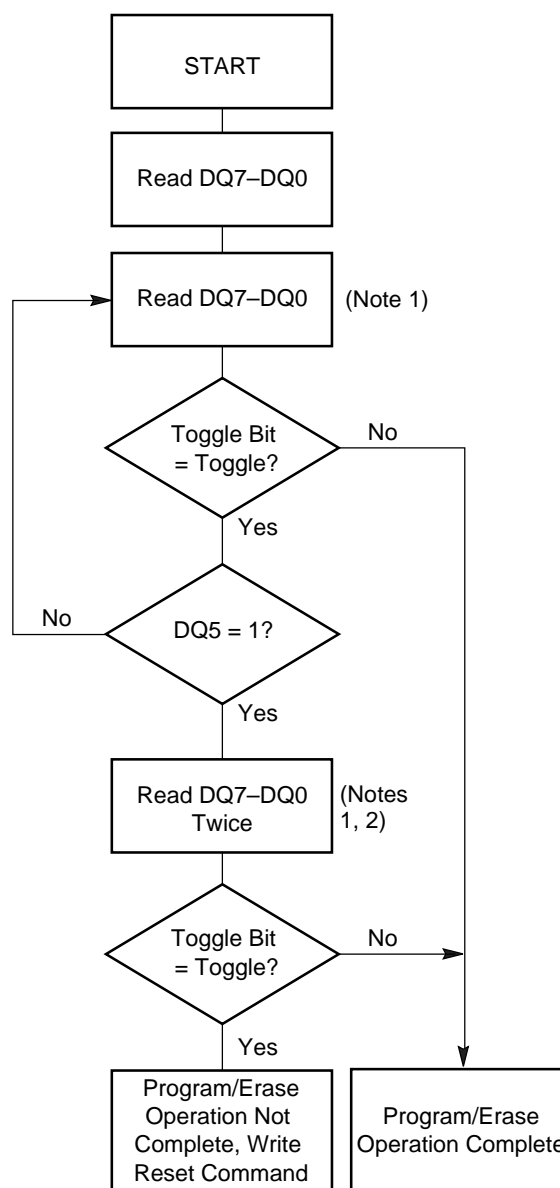 START
Read DQ7–DQ0
Read DQ7–DQ0
(Note 1)
Toggle Bit
= Toggle?
No
Yes
No
DQ5 = 1?
Yes
Read DQ7–DQ0
Twice
(Notes
1, 2)
Toggle Bit
= Toggle?
No
Yes
Program/Erase
Operation Not
Complete, Write
Reset Command
Program/Erase
Operation Complete